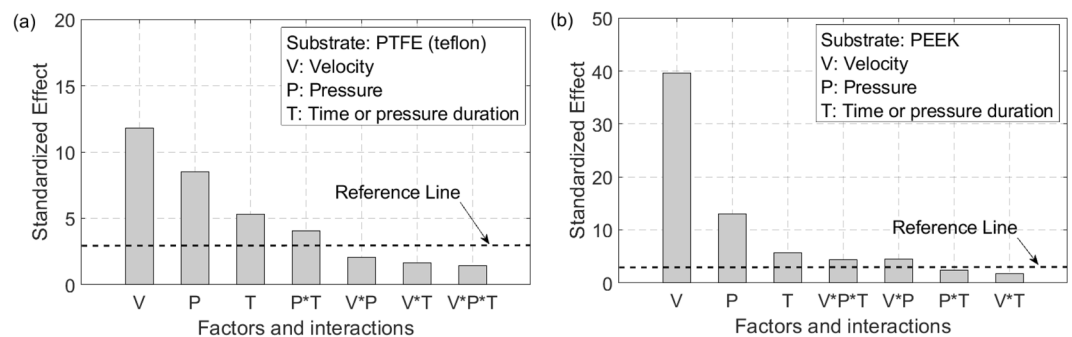 (a)
20
15
10
5
0
Standardized Effect
Substrate: PTFE (teflon)
V: Velocity
P: Pressure
T: Time or pressure duration
Reference Line
V P T P*T V*P V*T V*P*T
Factors and interactions
(b)
50
40
30
20
10
0
Standardized Effect
Substrate: PEEK
V: Velocity
P: Pressure
T: Time or pressure duration
Reference Line
V P T V*P*T V*P P*T V*T
Factors and interactions